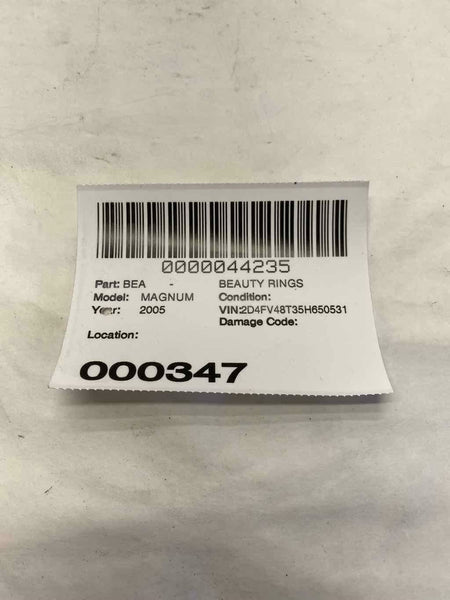 0000044235
Part: BEA - BEAUTY RINGS
Model: MAGNUM Condition:
Year: 2005 VIN:2D4FV48T35H650531
Damage Code:
Location:
000347